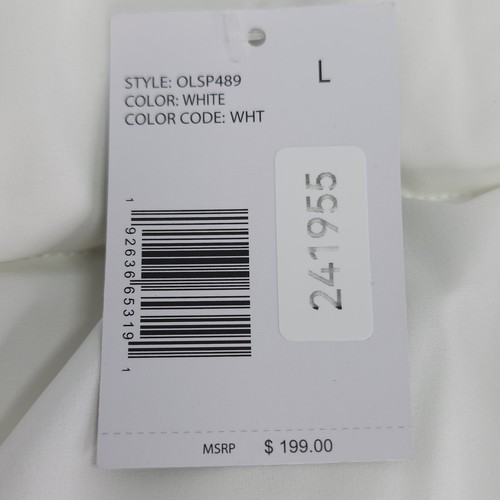 STYLE: OLSP489
L
COLOR: WHITE
COLOR CODE: WHT
241955
1 92636 65319 1
MSRP $ 199.00